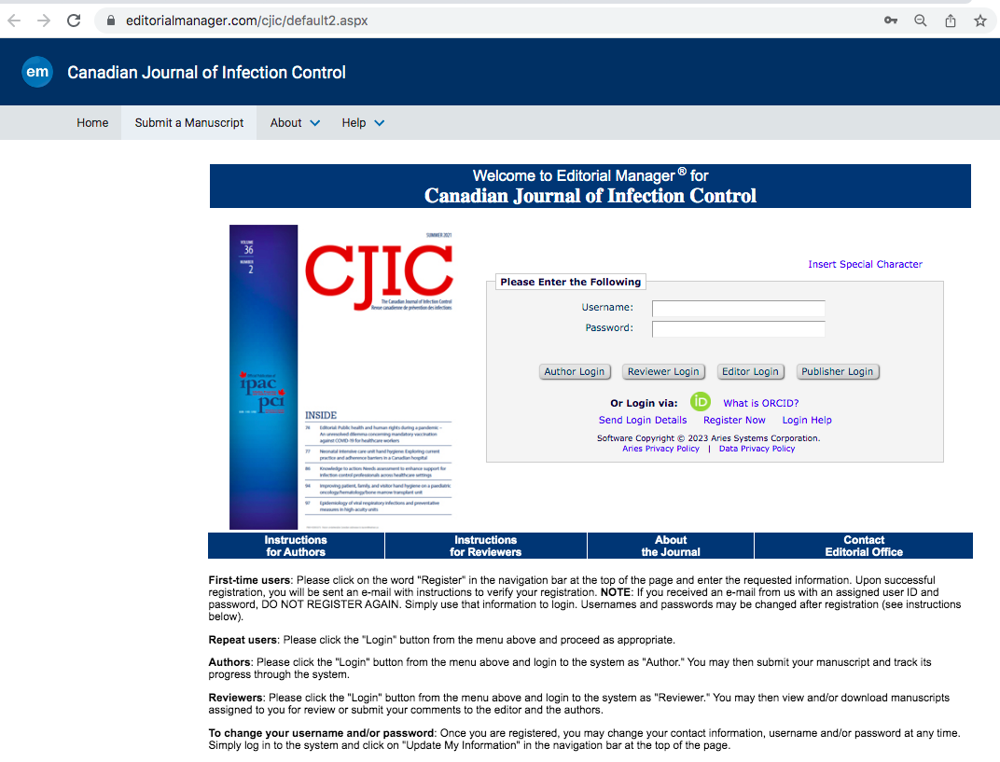 editorialmanager.com/cjic/default2.aspx
em Canadian Journal of Infection Control
Home Submit a Manuscript About Help
Welcome to Editorial Manager® for
Canadian Journal of Infection Control
VOLUME
36
NUMBER
2
SUMMER 2021
CJIC
The Canadian Journal of Infection Control
Revue canadienne de prévention des infections
ipac
pci
INSIDE
74 Editorial: Public health and human rights during a pandemic –
An unresolved dilemma concerning mandatory vaccination
against COVID-19 for healthcare workers
77 Neonatal intensive care unit hand hygiene: Exploring current
practice and adherence barriers in a Canadian hospital
Knowledge to action: Needs assessment to enhance support for
infection control professionals across healthcare settings
94 Improving patient, family, and visitor hand hygiene on a paediatric
oncology/hematology/bone marrow transplant unit
97 Epidemiology of viral respiratory infections and preventative
measures in high-acuity units
Insert Special Character
Please Enter the Following
Username:
Password:
Author Login Reviewer Login Editor Login Publisher Login
Or Login via: iD What is ORCID?
Send Login Details Register Now Login Help
Software Copyright © 2023 Aries Systems Corporation.
Aries Privacy Policy | Data Privacy Policy
Instructions
for Authors
Instructions
for Reviewers
About
the Journal
Contact
Editorial Office
First-time users: Please click on the word "Register" in the navigation bar at the top of the page and enter the requested information. Upon successful
registration, you will be sent an e-mail with instructions to verify your registration. NOTE: If you received an e-mail from us with an assigned user ID and
password, DO NOT REGISTER AGAIN. Simply use that information to login. Usernames and passwords may be changed after registration (see instructions
below).
Repeat users: Please click the "Login" button from the menu above and proceed as appropriate.
Authors: Please click the "Login" button from the menu above and login to the system as "Author." You may then submit your manuscript and track its
progress through the system.
Reviewers: Please click the "Login" button from the menu above and login to the system as "Reviewer." You may then view and/or download manuscripts
assigned to you for review or submit your comments to the editor and the authors.
To change your username and/or password: Once you are registered, you may change your contact information, username and/or password at any time.
Simply log in to the system and click on "Update My Information" in the navigation bar at the top of the page.